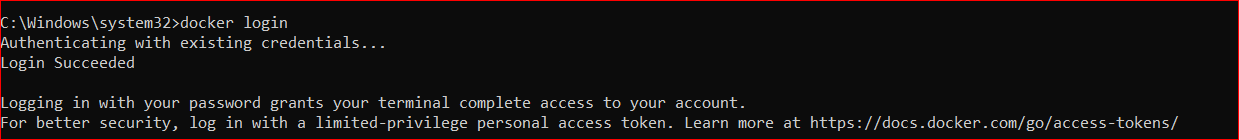 C:\Windows\system32>docker login
Authenticating with existing credentials...
Login Succeeded
Logging in with your password grants your terminal complete access to your account.
For better security, log in with a limited-privilege personal access token. Learn more at https://docs.docker.com/go/access-tokens/